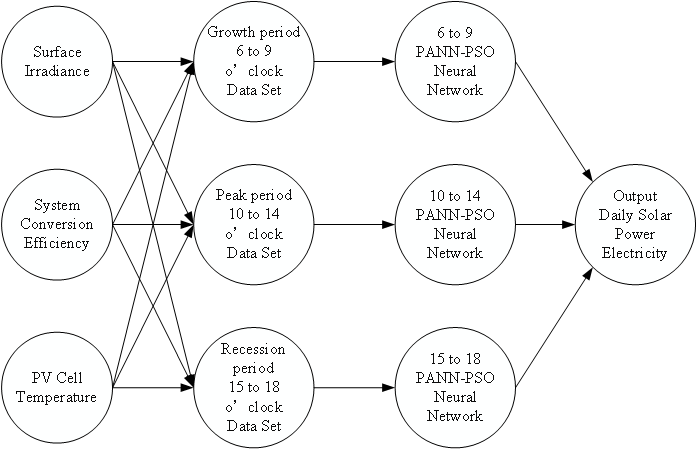 Surface
Irradiance
System
Conversion
Efficiency
PV Cell
Temperature
Growth period
6 to 9
o’ clock
Data Set
Peak period
10 to 14
o’ clock
Data Set
Recession
period
15 to 18
o’ clock
Data Set
6 to 9
PANN-PSO
Neural
Network
10 to 14
PANN-PSO
Neural
Network
15 to 18
PANN-PSO
Neural
Network
Output
Daily Solar
Power
Electricity